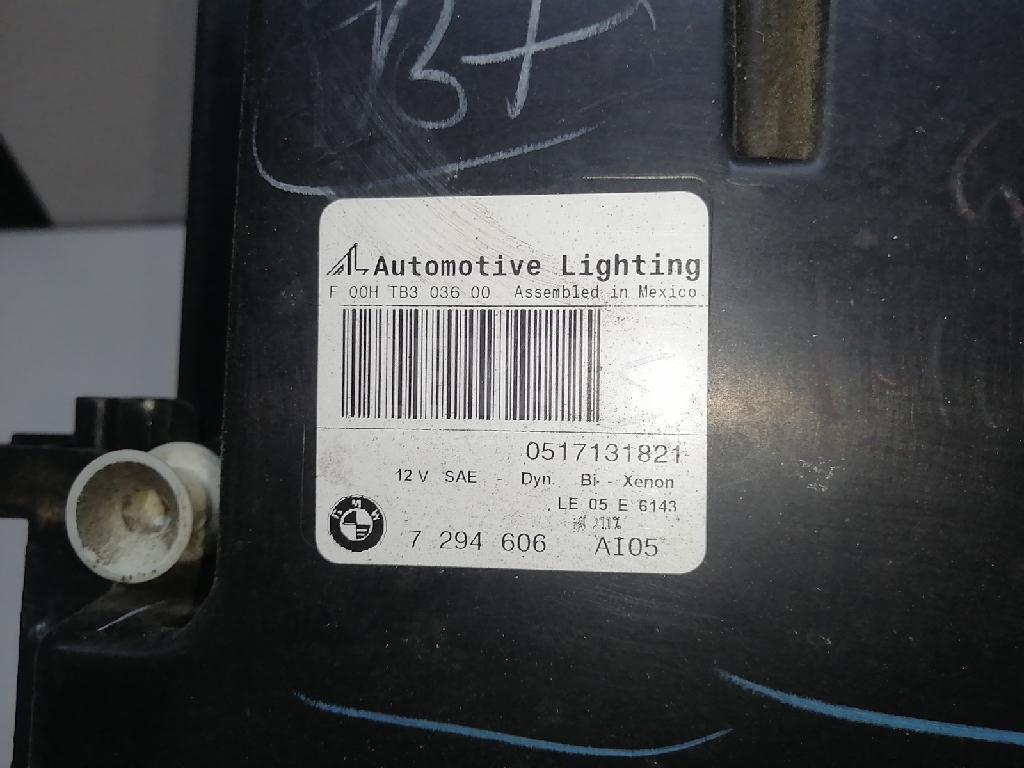 B+
Automotive Lighting
F 00H TB3 036 00 Assembled in Mexico
0517131821
12 V SAE - Dyn. Bi - Xenon
LE 05 E 6143
BMW
7 294 606 AI05